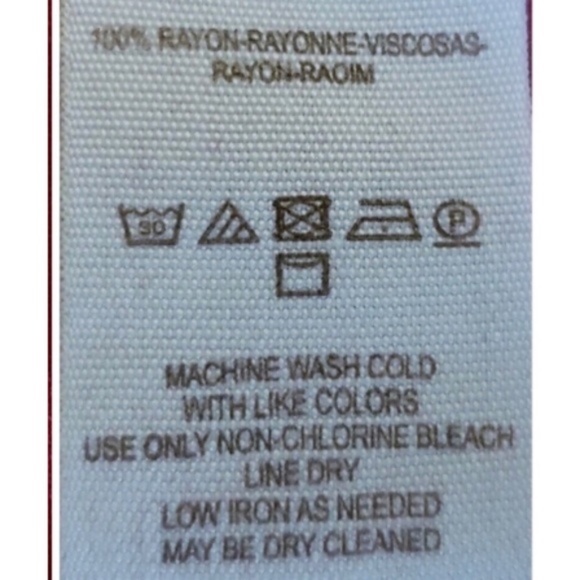 100% RAYON-RAYONNE-VISCOSAS-
RAYON-RAOIM
30
P
MACHINE WASH COLD
WITH LIKE COLORS
USE ONLY NON-CHLORINE BLEACH
LINE DRY
LOW IRON AS NEEDED
MAY BE DRY CLEANED